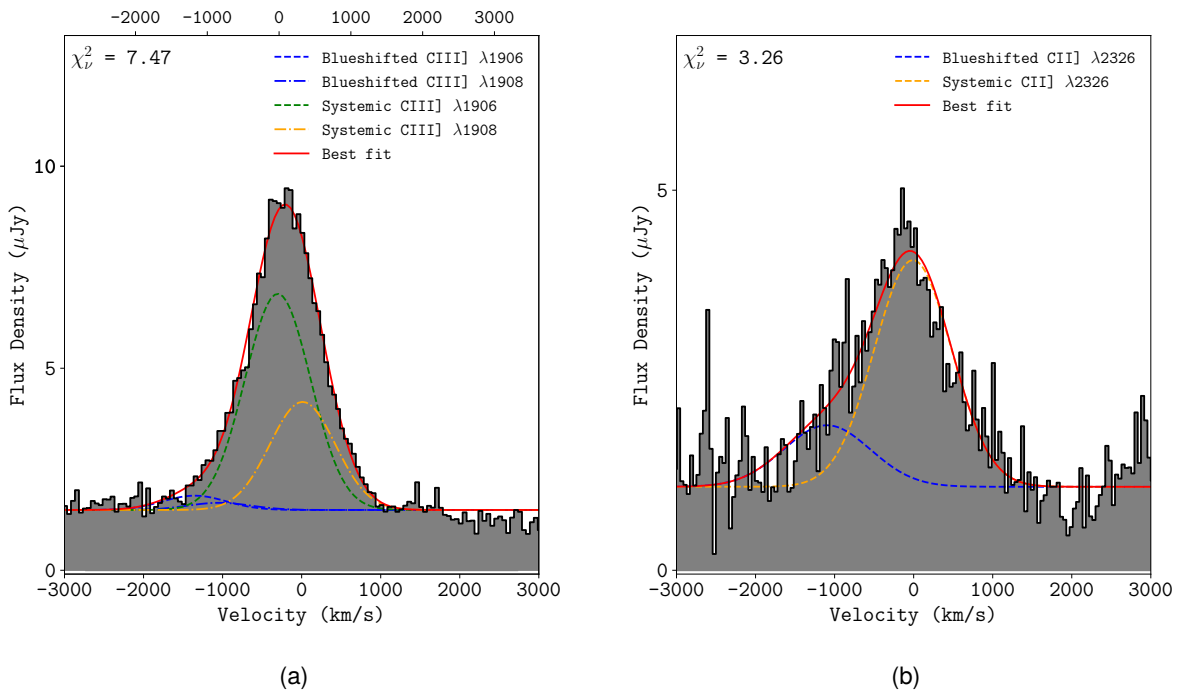 −2000 −1000 0 1000 2000 3000
χ²ᵥ = 7.47
Blueshifted CIII] λ1906
Blueshifted CIII] λ1908
Systemic CIII] λ1906
Systemic CIII] λ1908
Best fit
10
5
0
Flux Density (μJy)
−3000 −2000 −1000 0 1000 2000 3000
Velocity (km/s)
(a)
χ²ᵥ = 3.26
Blueshifted CII] λ2326
Systemic CII] λ2326
Best fit
5
0
Flux Density (μJy)
−3000 −2000 −1000 0 1000 2000 3000
Velocity (km/s)
(b)